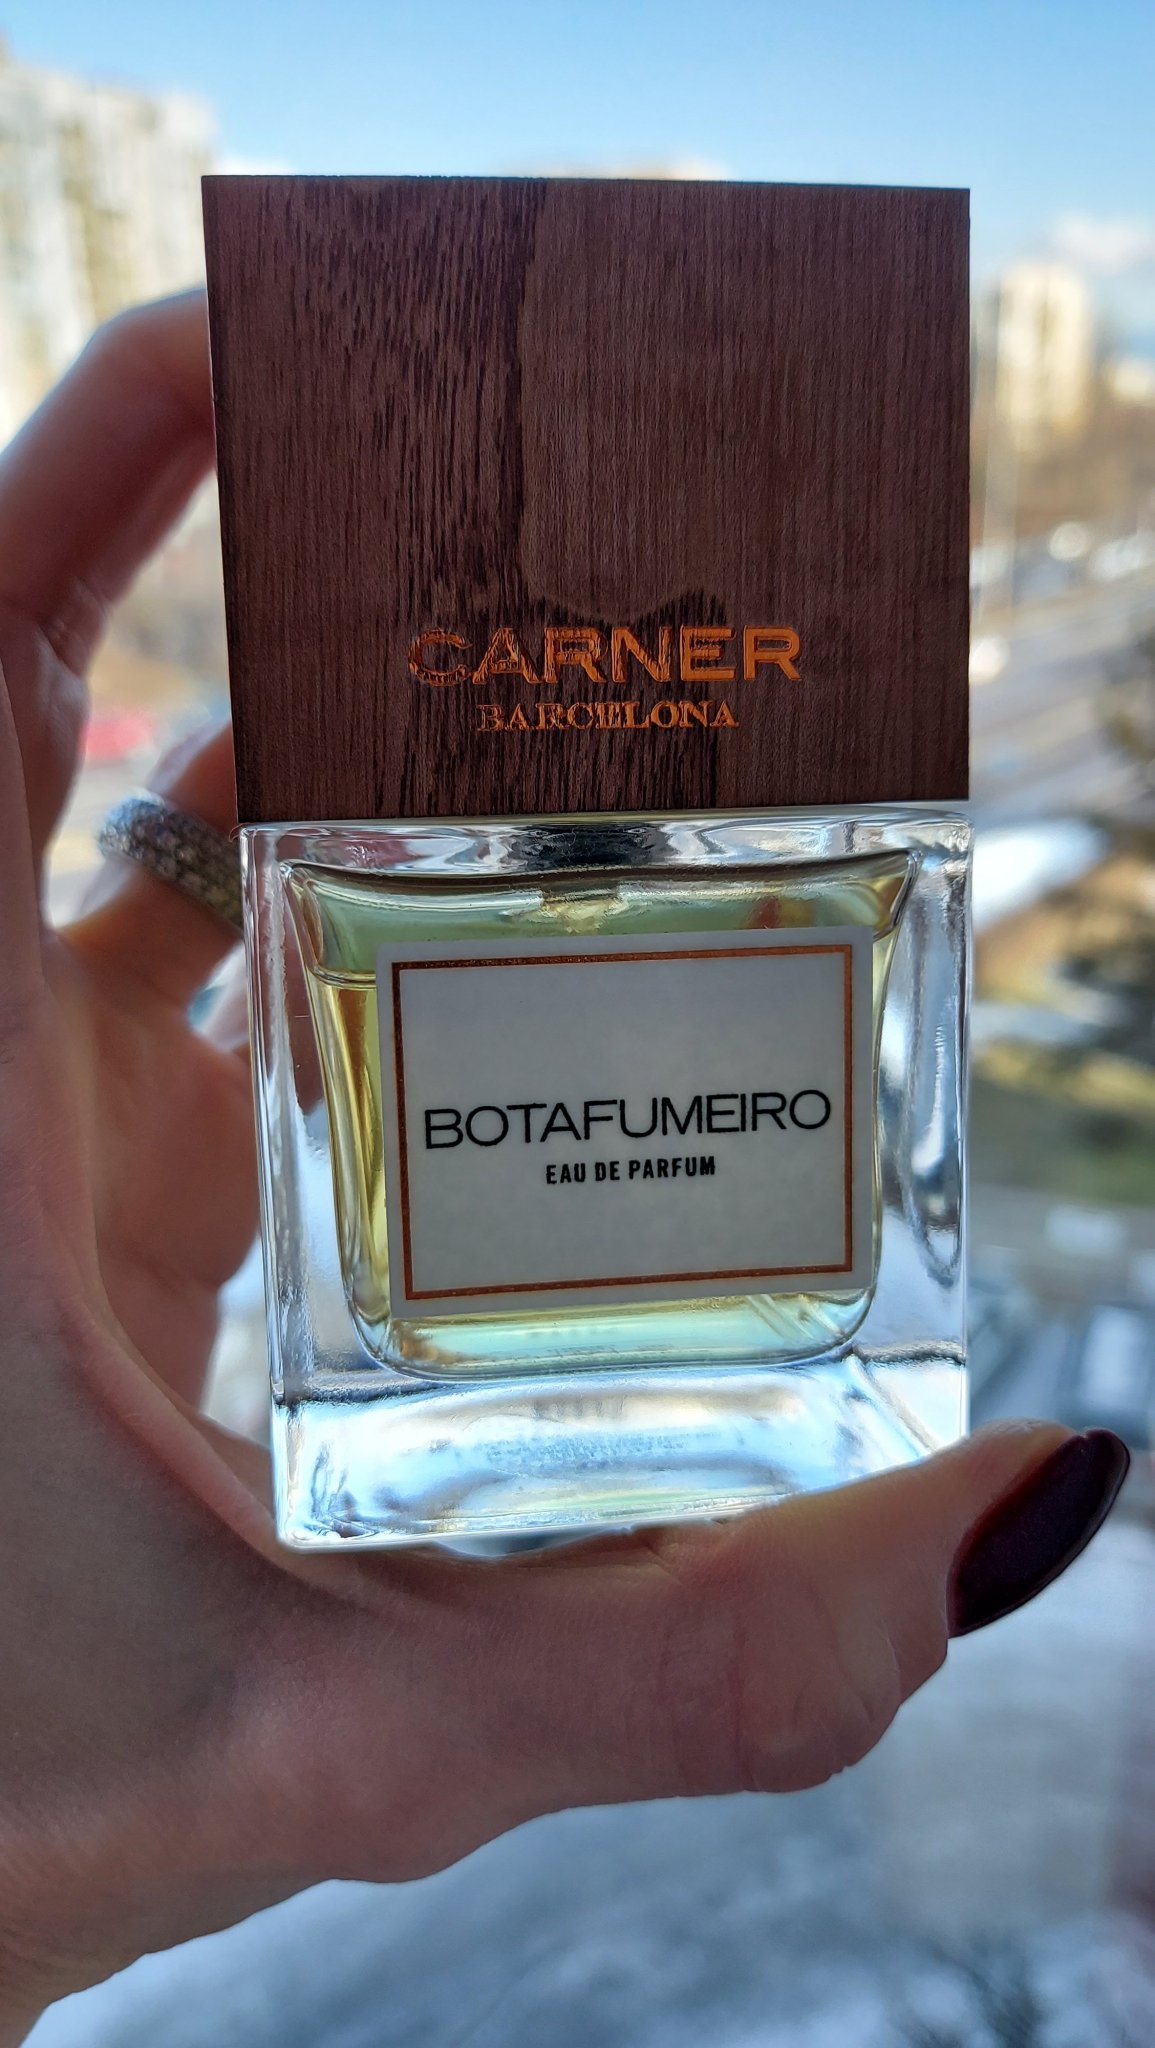 CARNER
BARCELONA
BOTAFUMEIRO
EAU DE PARFUM